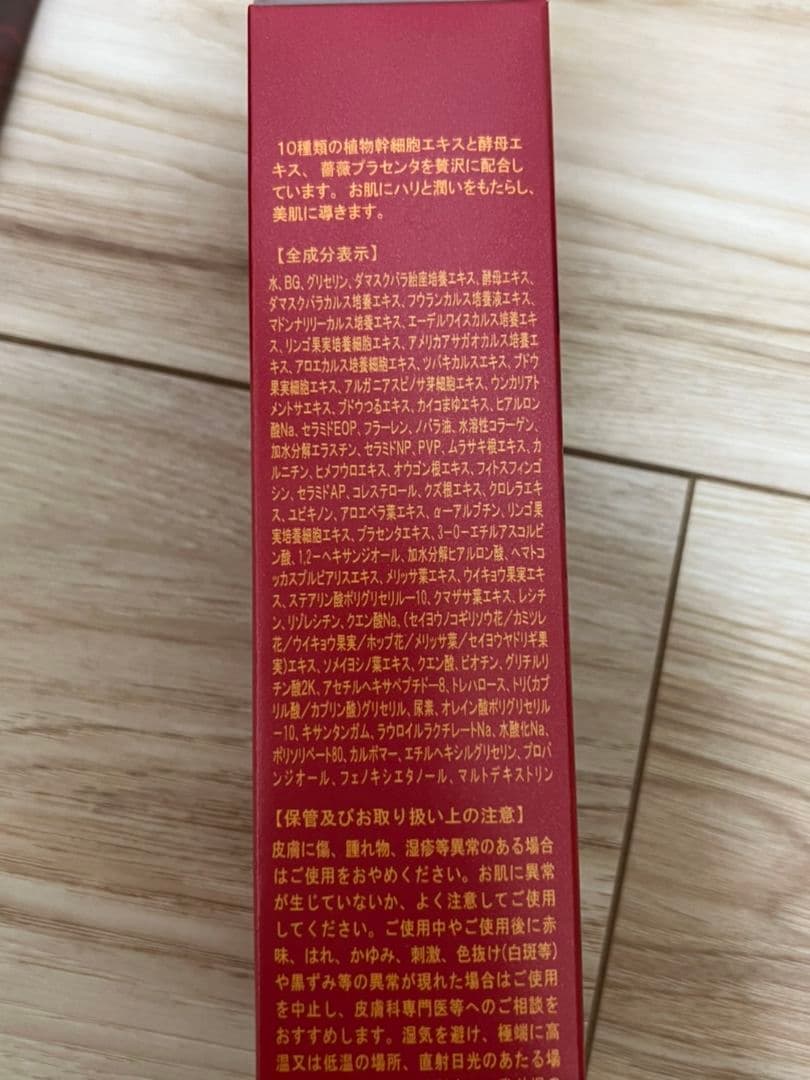 10種類の植物幹細胞エキスと酵母エ
キス、薔薇プラセンタを贅沢に配合し
ています。お肌にハリと潤いをもたらし、
美肌に導きます。
【全成分表示】
水、BG、グリセリン、ダマスクバラ胎座培養エキス、酵母エキス、
ダマスクバラカルス培養エキス、フウランカルス培養液エキス、
マドンナリリーカルス培養エキス、エーデルワイスカルス培養エキ
ス、リンゴ果実培養細胞エキス、アメリカアサガオカルス培養エ
キス、アロエカルス培養細胞エキス、ツバキカルスエキス、ブドウ
果実細胞エキス、アルガニアスピノサ芽細胞エキス、ウンカリアト
メントサエキス、ブドウつるエキス、カイコまゆエキス、ヒアルロン
酸Na、セラミドEOP、フラーレン、ノバラ油、水溶性コラーゲン、
加水分解エラスチン、セラミドNP、PVP、ムラサキ根エキス、カ
ルニチン、ヒメフウロエキス、オウゴン根エキス、フィトスフィンゴ
シン、セラミドAP、コレステロール、クズ根エキス、クロレラエキ
ス、ユビキノン、アロエベラ葉エキス、α－アルブチン、リンゴ果
実培養細胞エキス、プラセンタエキス、3－O－エチルアスコルビ
ン酸、1,2－ヘキサンジオール、加水分解ヒアルロン酸、ヘマトコ
ッカスプルビアリスエキス、メリッサ葉エキス、ウイキョウ果実エキ
ス、ステアリン酸ポリグリセリル－10、クマザサ葉エキス、レシチ
ン、リゾレシチン、クエン酸Na、(セイヨウノコギリソウ花/カミツレ
花/ウイキョウ果実/ホップ花/メリッサ葉/セイヨウヤドリギ果
実)エキス、ソメイヨシノ葉エキス、クエン酸、ビオチン、グリチルリ
チン酸2K、アセチルヘキサペプチド－8、トレハロース、トリ(カプ
リル酸/カプリン酸)グリセリル、尿素、オレイン酸ポリグリセリル
－10、キサンタンガム、ラウロイルラクチレートNa、水酸化Na、
ポリソルベート80、カルボマー、エチルヘキシルグリセリン、プロパ
ンジオール、フェノキシエタノール、マルトデキストリン
【保管及びお取り扱い上の注意】
皮膚に傷、腫れ物、湿疹等異常のある場合
はご使用をおやめください。お肌に異常
が生じていないか、よく注意してご使用
してください。ご使用中やご使用後に赤
味、はれ、かゆみ、刺激、色抜け(白斑等)
や黒ずみ等の異常が現れた場合はご使用
を中止し、皮膚科専門医等へのご相談を
おすすめします。湿気を避け、極端に高
温又は低温の場所、直射日光のあたる場